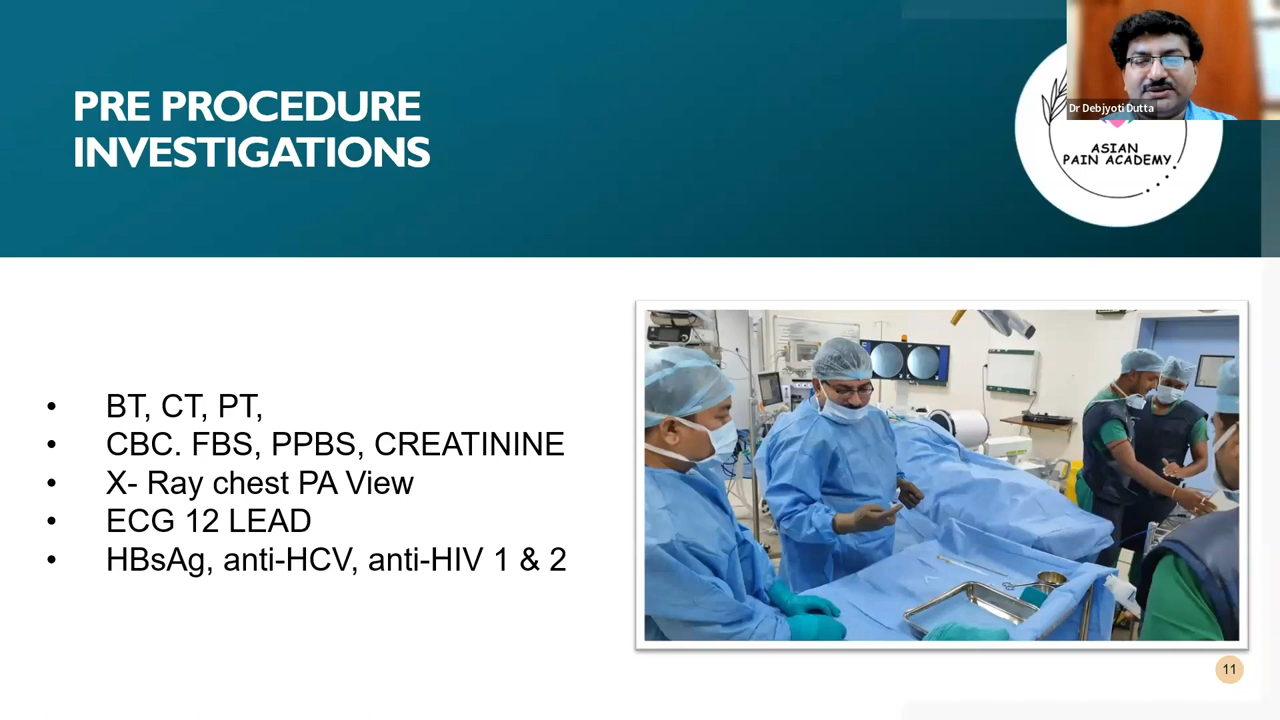 PRE PROCEDURE
INVESTIGATIONS
Dr Debjyoti Dutta
ASIAN
PAIN ACADEMY
• BT, CT, PT,
• CBC. FBS, PPBS, CREATININE
• X- Ray chest PA View
• ECG 12 LEAD
• HBsAg, anti-HCV, anti-HIV 1 & 2
11